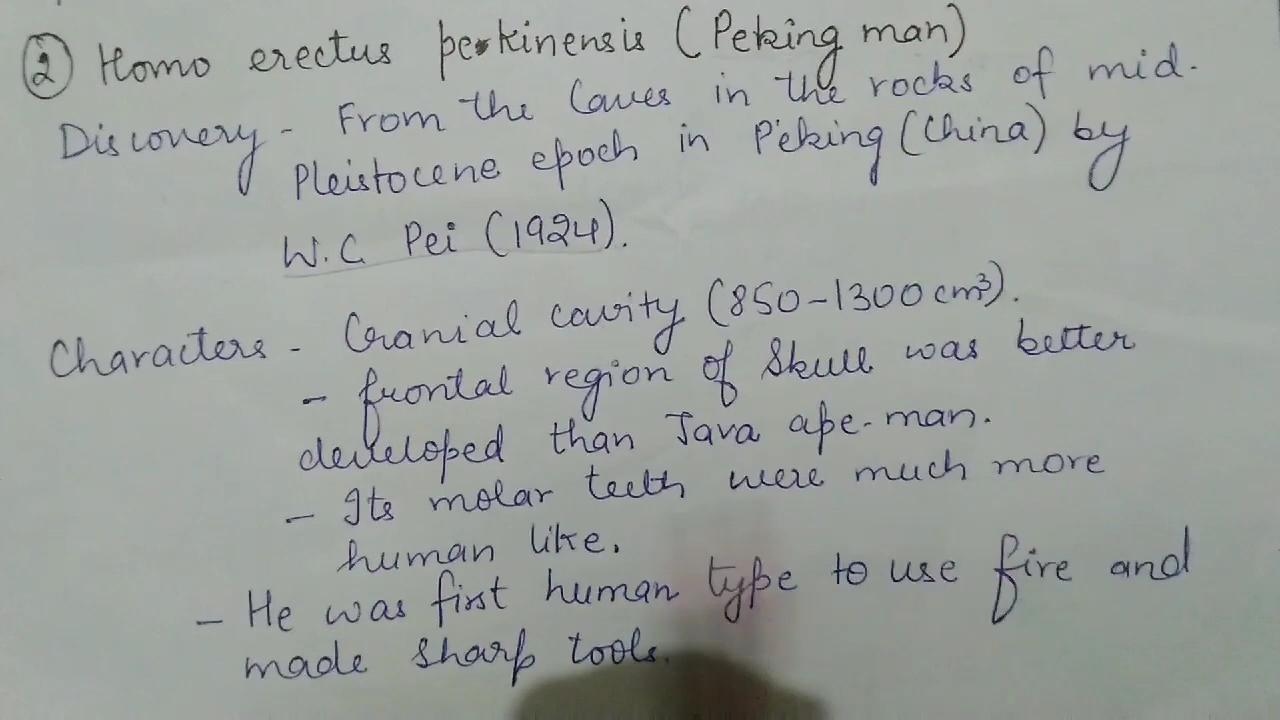 ② Homo erectus pekinensis (Peking man)
Discovery - From the Caves in the rocks of mid.
Pleistocene epoch in Peking (China) by
W.C. Pei (1924).
Characters - Cranial cavity (850-1300 cm³).
- frontal region of Skull was better
developed than Java ape-man.
- Its molar teeth were much more
human like.
- He was first human type to use fire and
made sharp tools.